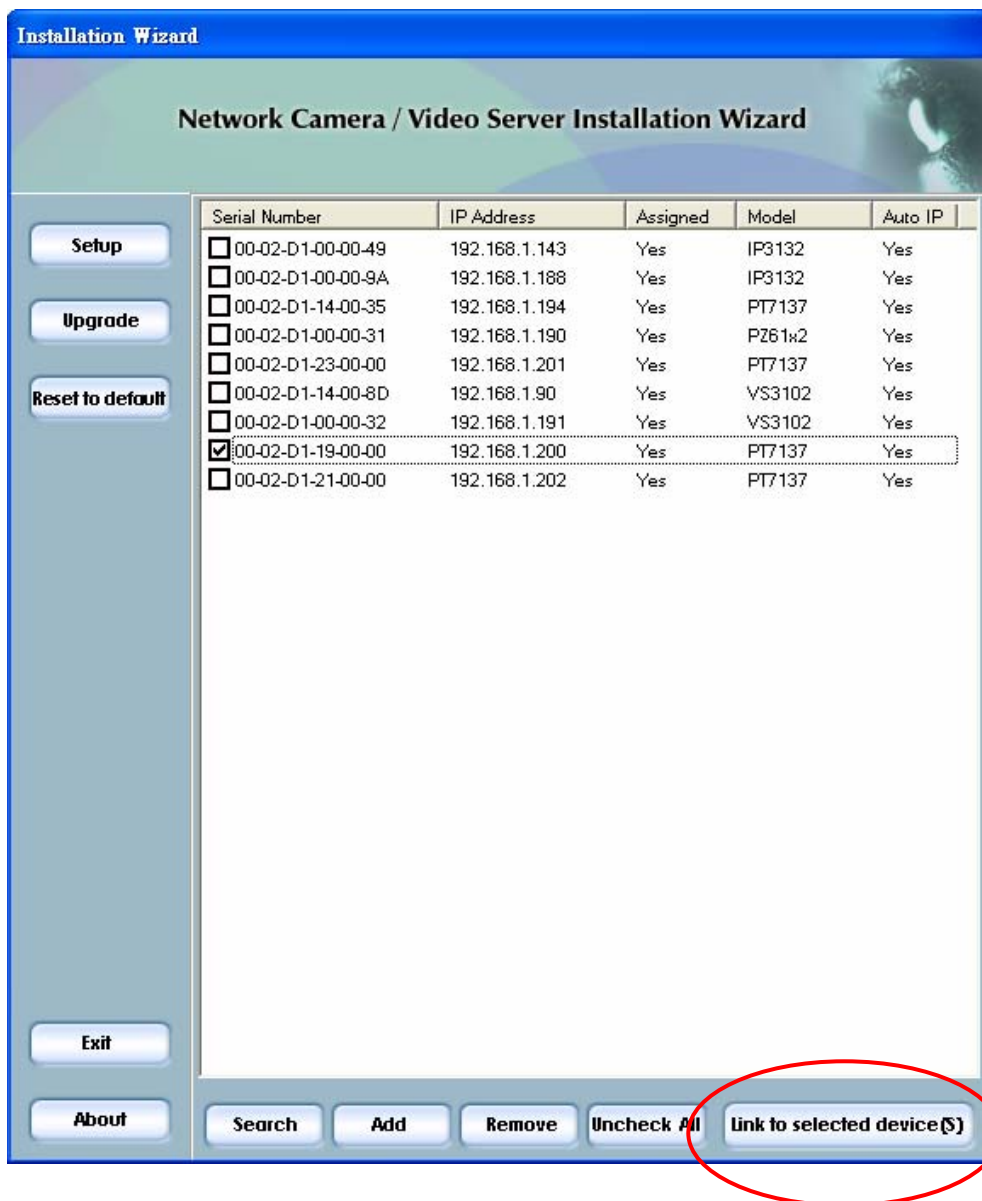 Installation Wizard
Network Camera / Video Server Installation Wizard
Setup
Upgrade
Reset to default
Serial Number IP Address Assigned Model Auto IP
00-02-D1-00-00-49 192.168.1.143 Yes IP3132 Yes
00-02-D1-00-00-9A 192.168.1.188 Yes IP3132 Yes
00-02-D1-14-00-35 192.168.1.194 Yes PT7137 Yes
00-02-D1-00-00-31 192.168.1.190 Yes PZ61x2 Yes
00-02-D1-23-00-00 192.168.1.201 Yes PT7137 Yes
00-02-D1-14-00-8D 192.168.1.90 Yes VS3102 Yes
00-02-D1-00-00-32 192.168.1.191 Yes VS3102 Yes
00-02-D1-19-00-00 192.168.1.200 Yes PT7137 Yes
00-02-D1-21-00-00 192.168.1.202 Yes PT7137 Yes
Exit
About
Search Add Remove Uncheck All Link to selected device(S)